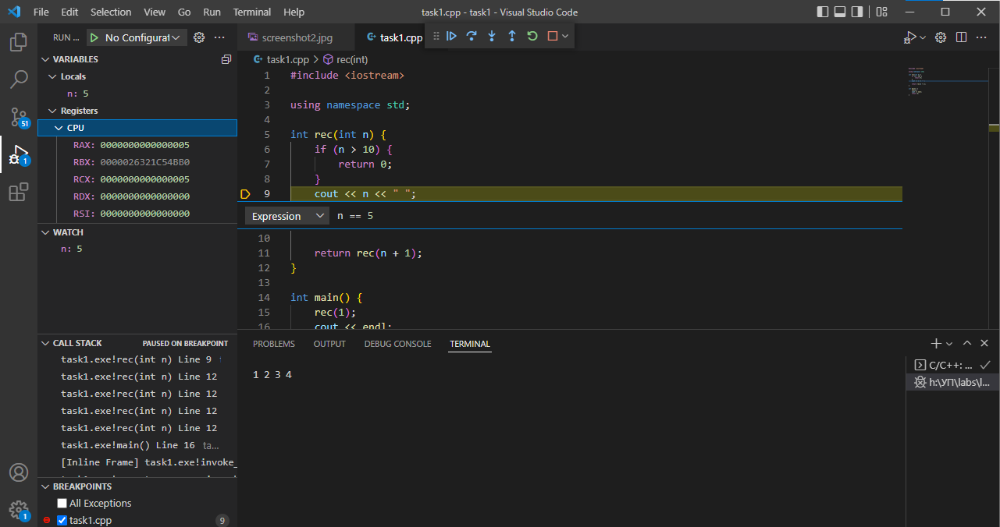 File Edit Selection View Go Run Terminal Help task1.cpp - task1 - Visual Studio Code
RUN ... No Configurat
screenshot2.jpg
task1.cpp
task1.cpp > rec(int)
51
1
1
VARIABLES
Locals
n: 5
Registers
CPU
RAX: 0000000000000005
RBX: 0000026321C54BB0
RCX: 0000000000000005
RDX: 0000000000000000
RSI: 0000000000000000
WATCH
n: 5
CALL STACK PAUSED ON BREAKPOINT
task1.exe!rec(int n) Line 9
task1.exe!rec(int n) Line 12
task1.exe!rec(int n) Line 12
task1.exe!rec(int n) Line 12
task1.exe!rec(int n) Line 12
task1.exe!main() Line 16 ta...
[Inline Frame] task1.exe!invoke_
BREAKPOINTS
All Exceptions
task1.cpp 9
1 #include <iostream>
2
3 using namespace std;
4
5 int rec(int n) {
6 if (n > 10) {
7 return 0;
8 }
9 cout << n << " ";
Expression n == 5
10
11 return rec(n + 1);
12 }
13
14 int main() {
15 rec(1);
16 cout << endl;
PROBLEMS OUTPUT DEBUG CONSOLE TERMINAL
1 2 3 4
C/C++: ...
h:\УП\labs\l...